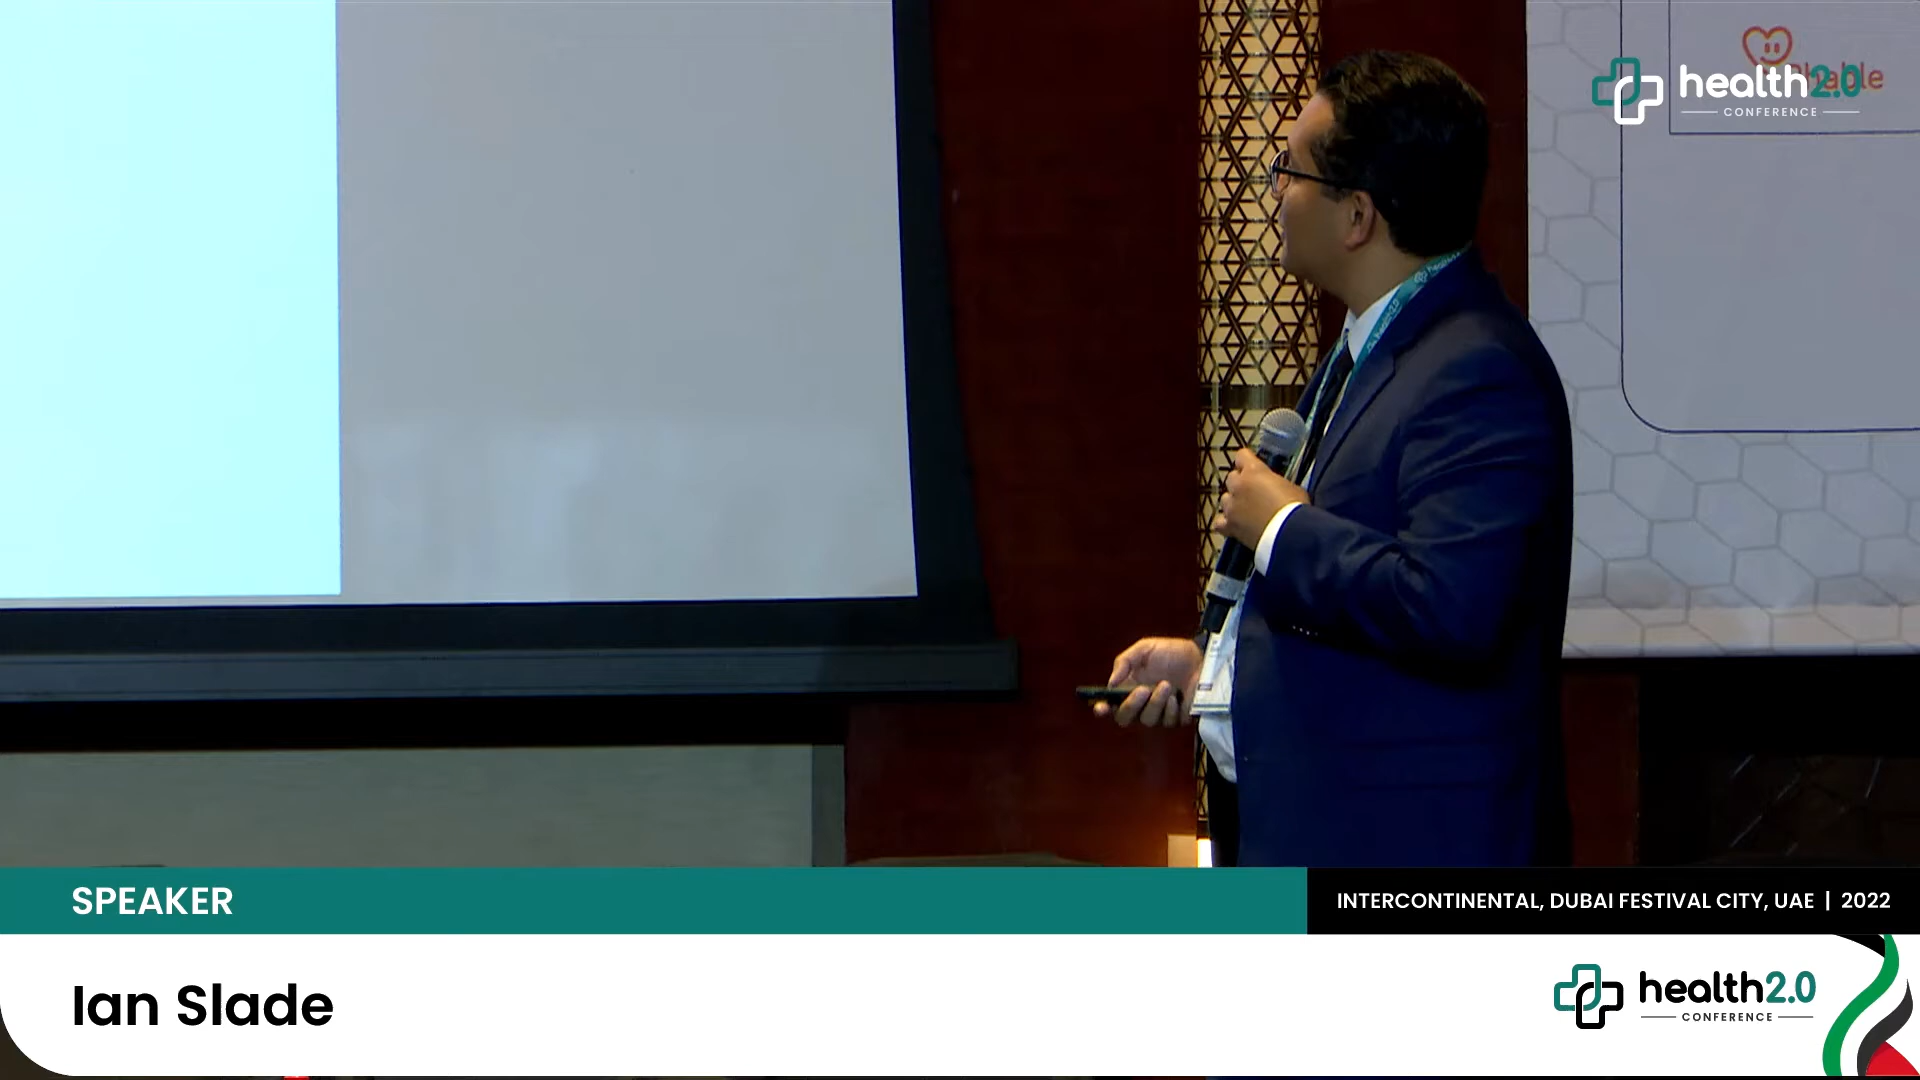 health2.0
CONFERENCE
SPEAKER
INTERCONTINENTAL, DUBAI FESTIVAL CITY, UAE | 2022
Ian Slade
health2.0
CONFERENCE